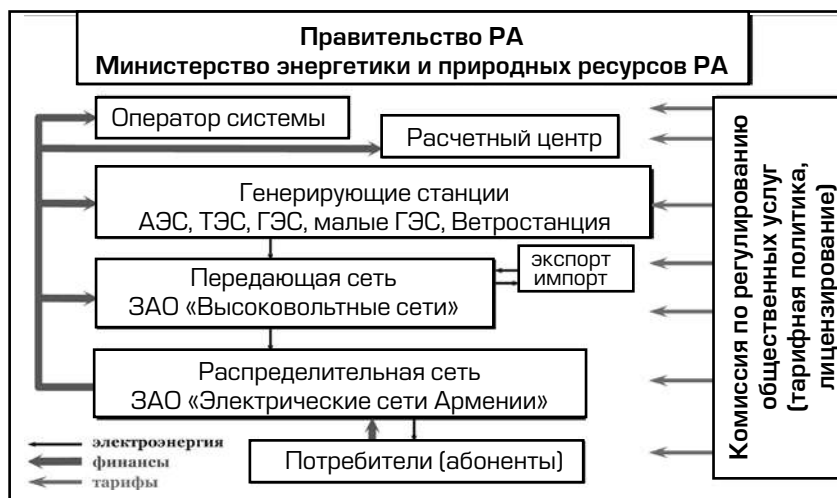 Правительство РА
Министерство энергетики и природных ресурсов РА
Оператор системы
Расчетный центр
Генерирующие станции
АЭС, ТЭС, ГЭС, малые ГЭС, Ветростанция
экспорт
импорт
Передающая сеть
ЗАО «Высоковольтные сети»
Распределительная сеть
ЗАО «Электрические сети Армении»
Потребители (абоненты)
электроэнергия
финансы
тарифы
Комиссия по регулированию
общественных услуг
(тарифная политика,
лицензирование)